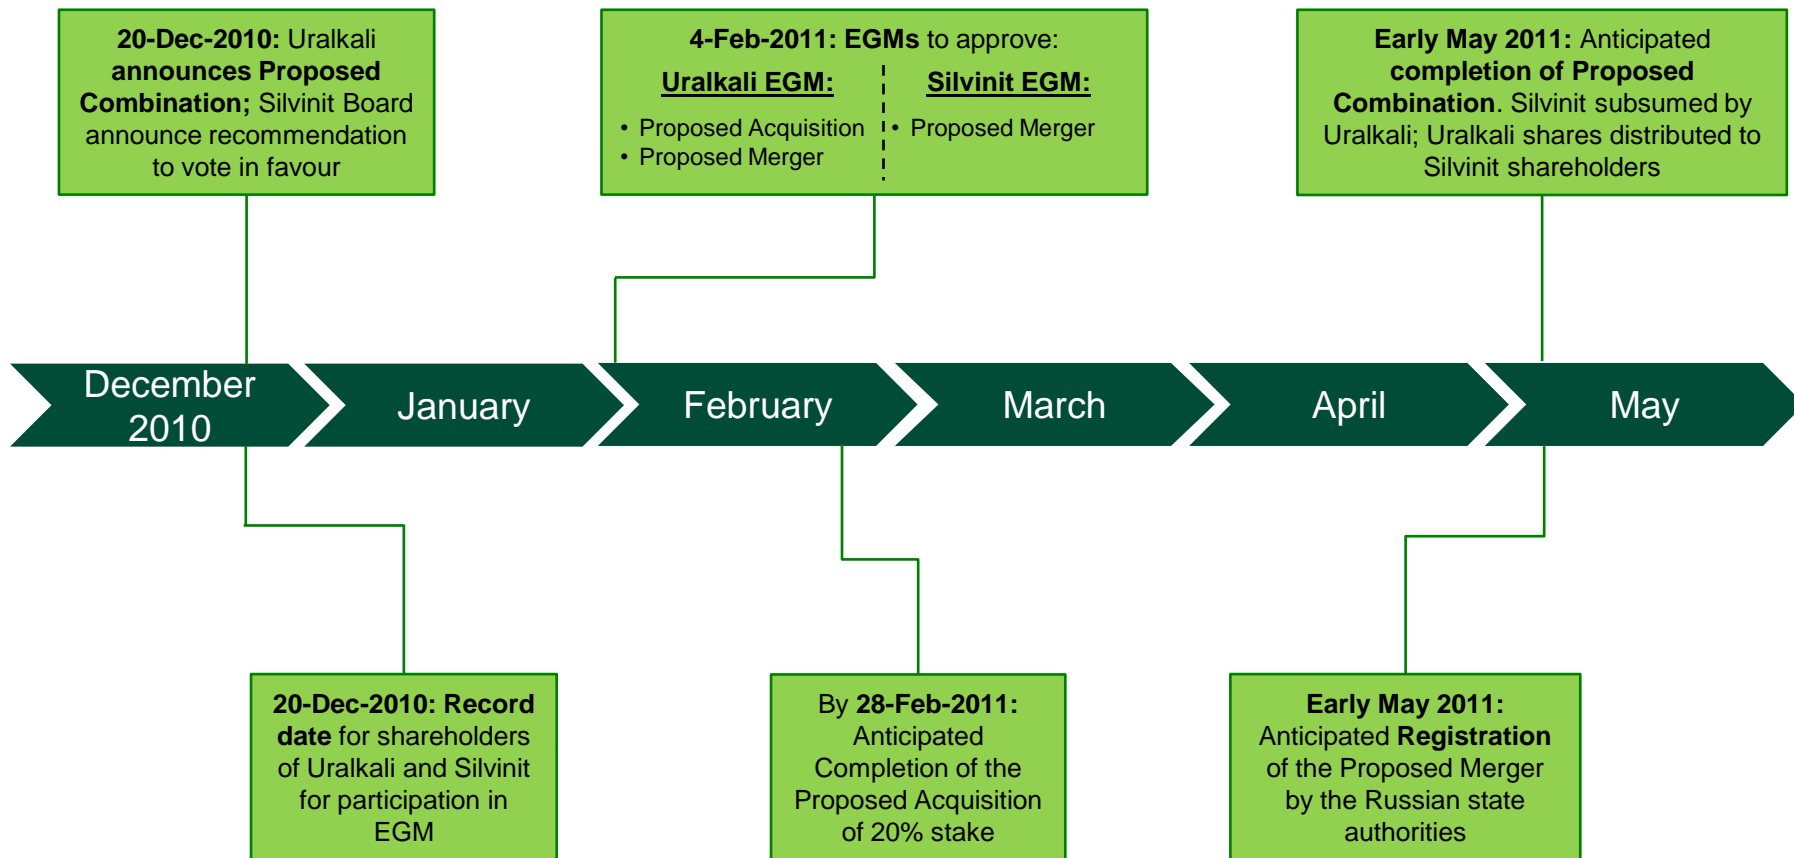 20-Dec-2010: Uralkali
announces Proposed
Combination; Silvinit Board
announce recommendation
to vote in favour
4-Feb-2011: EGMs to approve:
Uralkali EGM:
• Proposed Acquisition
• Proposed Merger
Silvinit EGM:
• Proposed Merger
Early May 2011: Anticipated
completion of Proposed
Combination. Silvinit subsumed by
Uralkali; Uralkali shares distributed to
Silvinit shareholders
December
2010
January
February
March
April
May
20-Dec-2010: Record
date for shareholders
of Uralkali and Silvinit
for participation in
EGM
By 28-Feb-2011:
Anticipated
Completion of the
Proposed Acquisition
of 20% stake
Early May 2011:
Anticipated Registration
of the Proposed Merger
by the Russian state
authorities